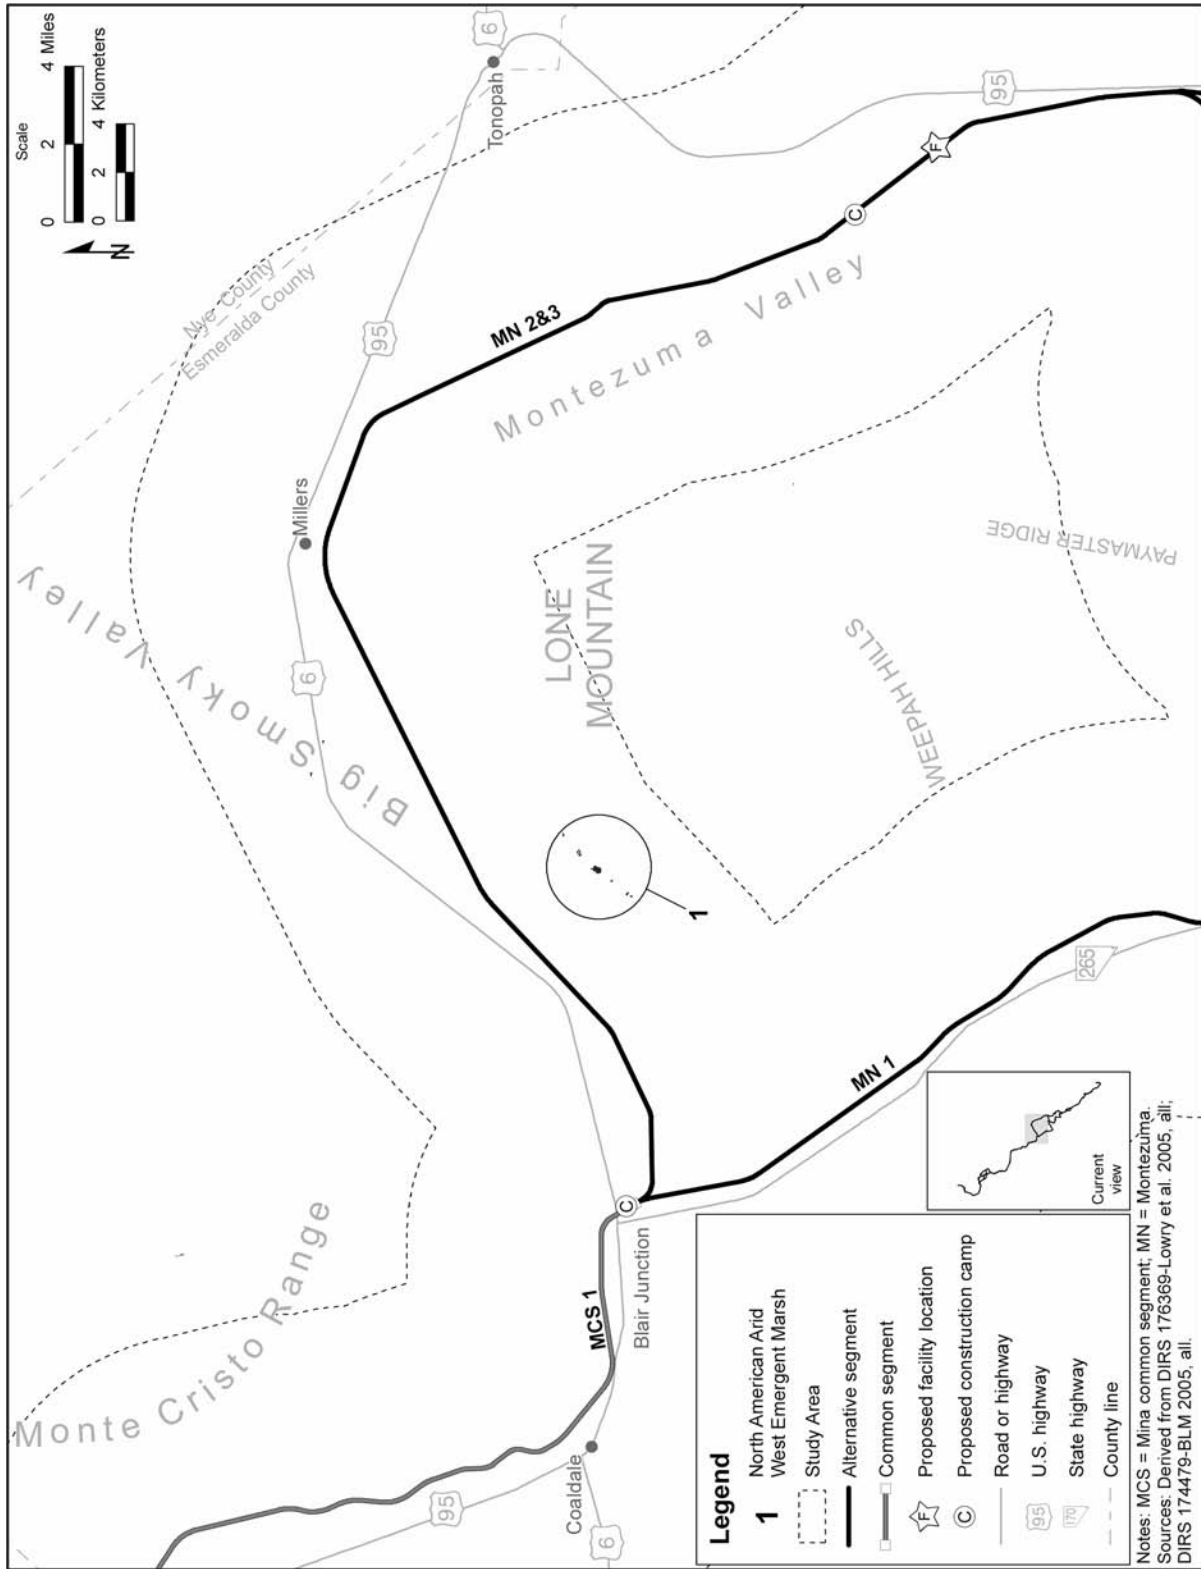 Scale
0 2 4 Miles
0 2 4 Kilometers
N
Monte Cristo Range
Big Smoky Valley
Nye County
Esmeralda County
6
Tonopah
95
Millers
6
95
MN 2&3
Montezuma Valley
C
F
95
LONE
MOUNTAIN
WEEPAH HILLS
PAYMASTER RIDGE
1
MCS 1
C
Blair Junction
Coaldale
95
6
MN 1
265
Current
view
Legend
1 North American Arid
West Emergent Marsh
Study Area
Alternative segment
Common segment
F Proposed facility location
C Proposed construction camp
Road or highway
95 U.S. highway
170 State highway
County line
Notes: MCS = Mina common segment; MN = Montezuma.
Sources: Derived from DIRS 176369-Lowry et al. 2005, all;
DIRS 174479-BLM 2005, all.